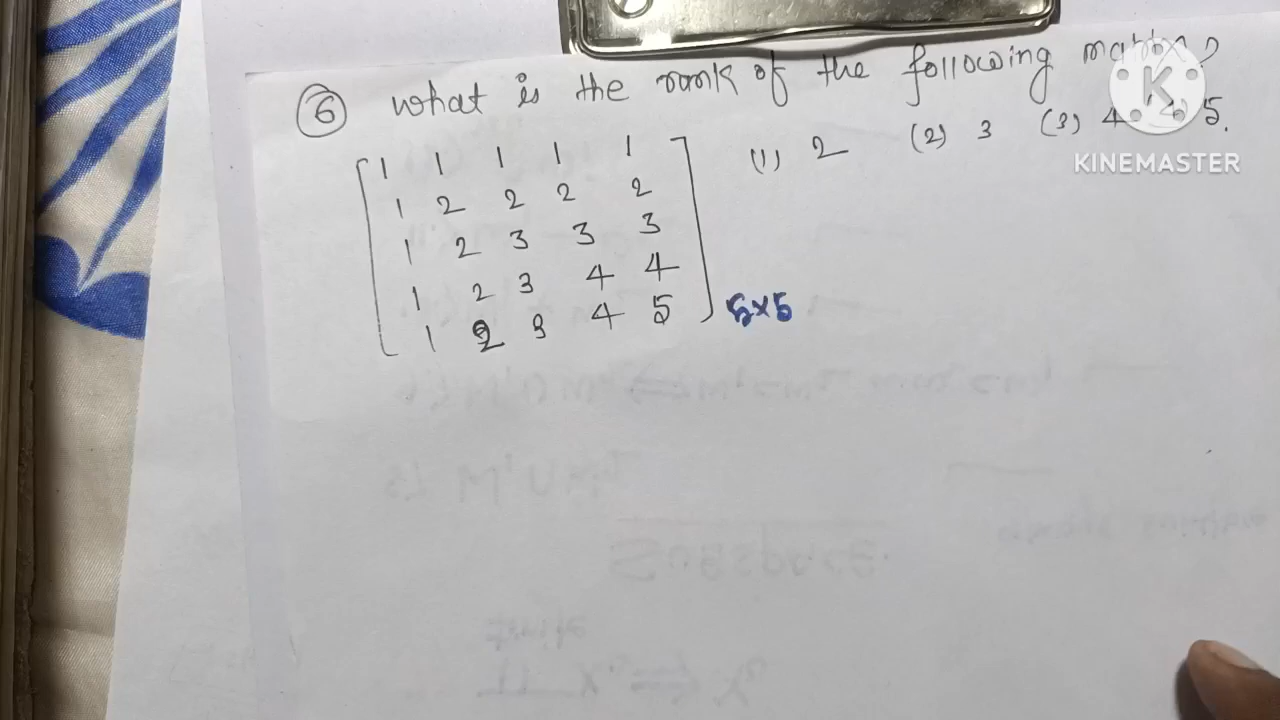 6 What is the rank of the following matrix?
1 1 1 1 1 (1) 2 (2) 3 (3) 4 5.
1 2 2 2 2
1 2 3 3 3
1 2 3 4 4
1 2 3 4 5 5×5
KINEMASTER